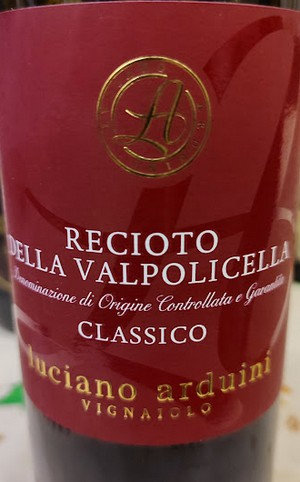 RECIOTO
DELLA VALPOLICELLA
Denominazione di Origine Controllata e Garantita
CLASSICO
luciano arduini
VIGNAIOLO